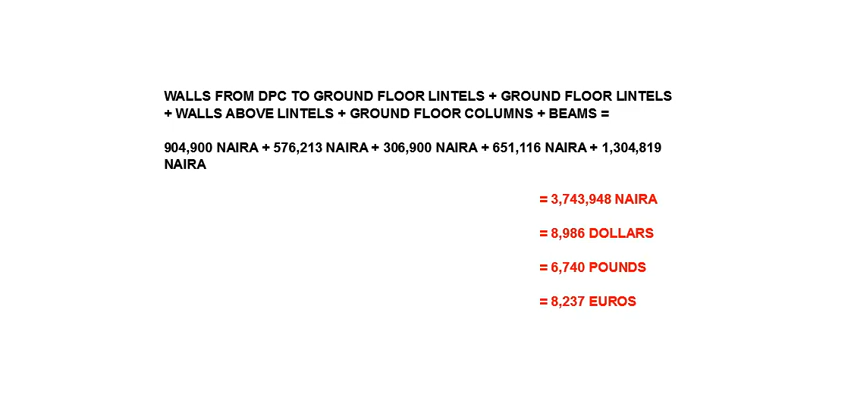 WALLS FROM DPC TO GROUND FLOOR LINTELS + GROUND FLOOR LINTELS
+ WALLS ABOVE LINTELS + GROUND FLOOR COLUMNS + BEAMS =
904,900 NAIRA + 576,213 NAIRA + 306,900 NAIRA + 651,116 NAIRA + 1,304,819
NAIRA
= 3,743,948 NAIRA
= 8,986 DOLLARS
= 6,740 POUNDS
= 8,237 EUROS